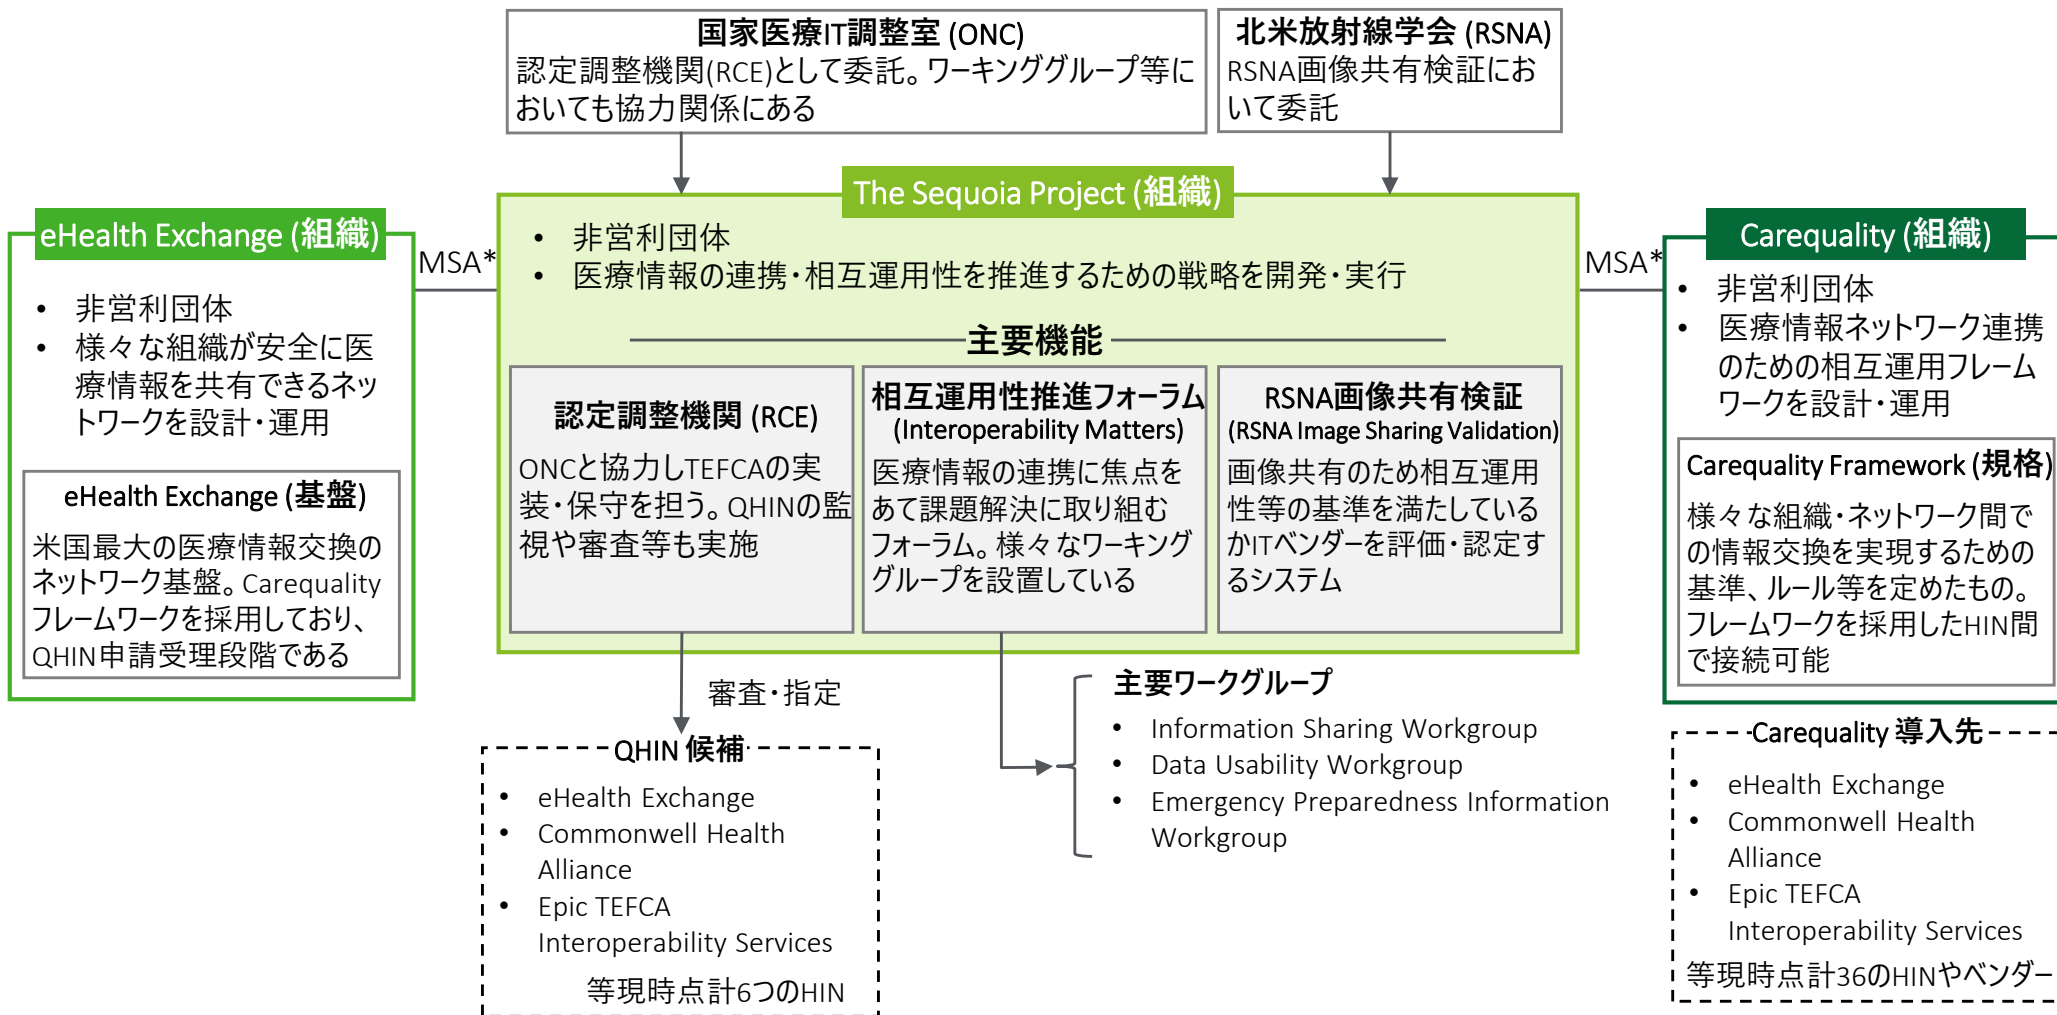 国家医療IT調整室 (ONC)
認定調整機関(RCE)として委託。ワーキンググループ等に
おいても協力関係にある
北米放射線学会 (RSNA)
RSNA画像共有検証にお
いて委託
eHealth Exchange (組織)
• 非営利団体
• 様々な組織が安全に医
療情報を共有できるネッ
トワークを設計・運用
eHealth Exchange (基盤)
米国最大の医療情報交換の
ネットワーク基盤。Carequality
フレームワークを採用しており、
QHIN申請受理段階である
MSA*
The Sequoia Project (組織)
• 非営利団体
• 医療情報の連携・相互運用性を推進するための戦略を開発・実行
主要機能
認定調整機関 (RCE)
ONCと協力しTEFCAの実
装・保守を担う。QHINの監
視や審査等も実施
相互運用性推進フォーラム
(Interoperability Matters)
医療情報の連携に焦点を
あて課題解決に取り組む
フォーラム。様々なワーキング
グループを設置している
RSNA画像共有検証
(RSNA Image Sharing Validation)
画像共有のため相互運用
性等の基準を満たしている
かITベンダーを評価・認定す
るシステム
MSA*
Carequality (組織)
• 非営利団体
• 医療情報ネットワーク連携
のための相互運用フレーム
ワークを設計・運用
Carequality Framework (規格)
様々な組織・ネットワーク間で
の情報交換を実現するための
基準、ルール等を定めたもの。
フレームワークを採用したHIN間
で接続可能
審査・指定
QHIN 候補
• eHealth Exchange
• Commonwell Health
Alliance
• Epic TEFCA
Interoperability Services
等現時点計6つのHIN
主要ワークグループ
• Information Sharing Workgroup
• Data Usability Workgroup
• Emergency Preparedness Information
Workgroup
Carequality 導入先
• eHealth Exchange
• Commonwell Health
Alliance
• Epic TEFCA
Interoperability Services
等現時点計36のHINやベンダー